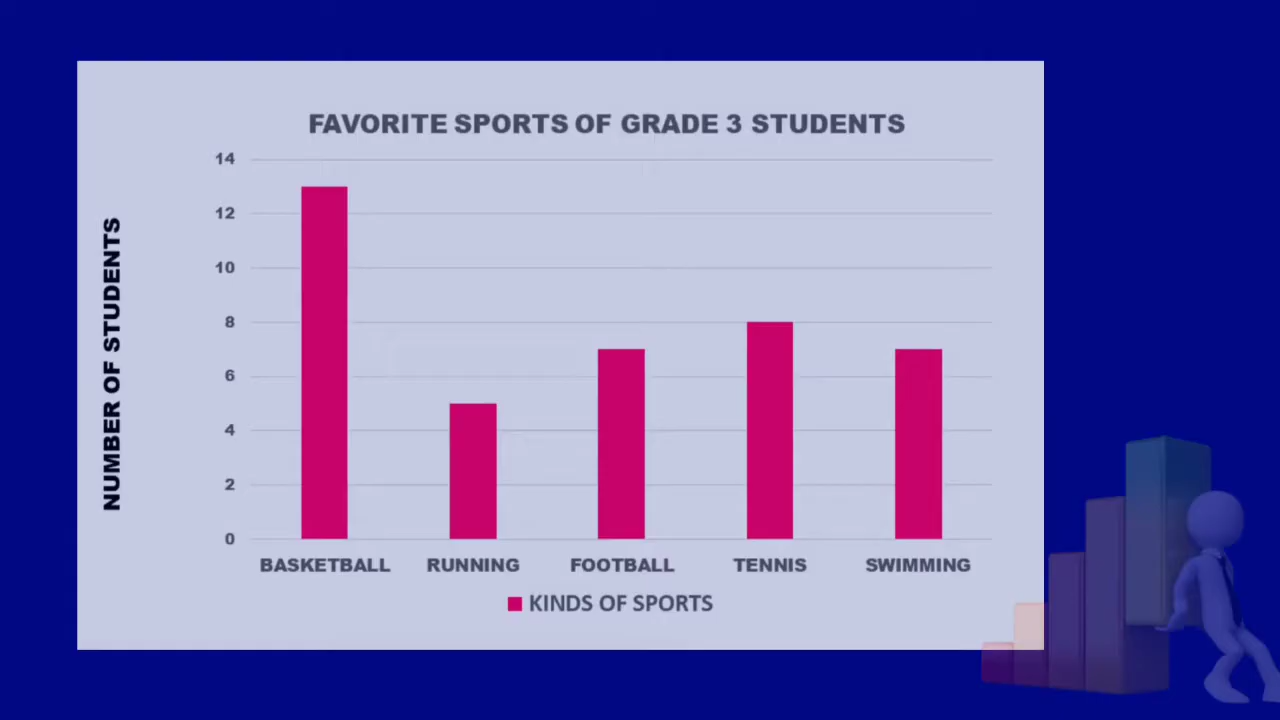 FAVORITE SPORTS OF GRADE 3 STUDENTS
NUMBER OF STUDENTS
14
12
10
8
6
4
2
0
BASKETBALL RUNNING FOOTBALL TENNIS SWIMMING
KINDS OF SPORTS